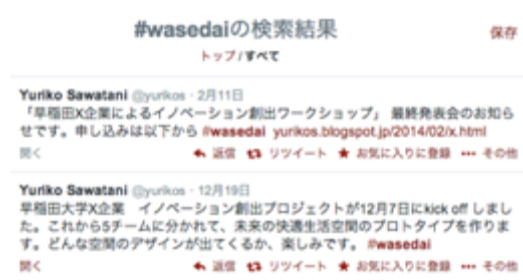 #wasedaiの検索結果
保存
トップ/すべて
Yuriko Sawatani @yurikos · 2月11日
「早稲田X企業によるイノベーション創出ワークショップ」 最終発表会のお知ら
せです。申し込みは以下から #wasedai yurikos.blogspot.jp/2014/02/x.html
開く 返信 リツイート お気に入りに登録 ••• その他
Yuriko Sawatani @yurikos · 12月19日
早稲田大学X企業 イノベーション創出プロジェクトが12月7日にkick off しまし
た。これから5チームに分かれて、未来の快適生活空間のプロトタイプを作りま
す。どんな空間のデザインが出てくるか、楽しみです。 #wasedai
開く 返信 リツイート お気に入りに登録 ••• その他